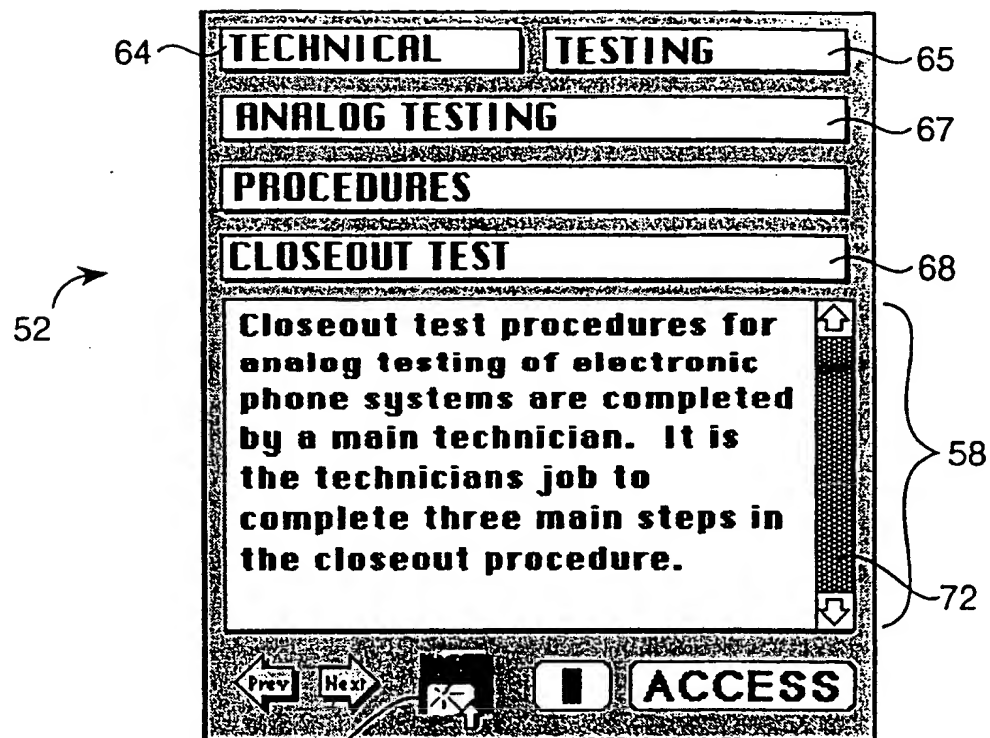 64 TECHNICAL TESTING 65
ANALOG TESTING 67
PROCEDURES
CLOSEOUT TEST 68
52
Closeout test procedures for
analog testing of electronic
phone systems are completed
by a main technician. It is
the technicians job to
complete three main steps in
the closeout procedure.
58
72
Prev Next ACCESS